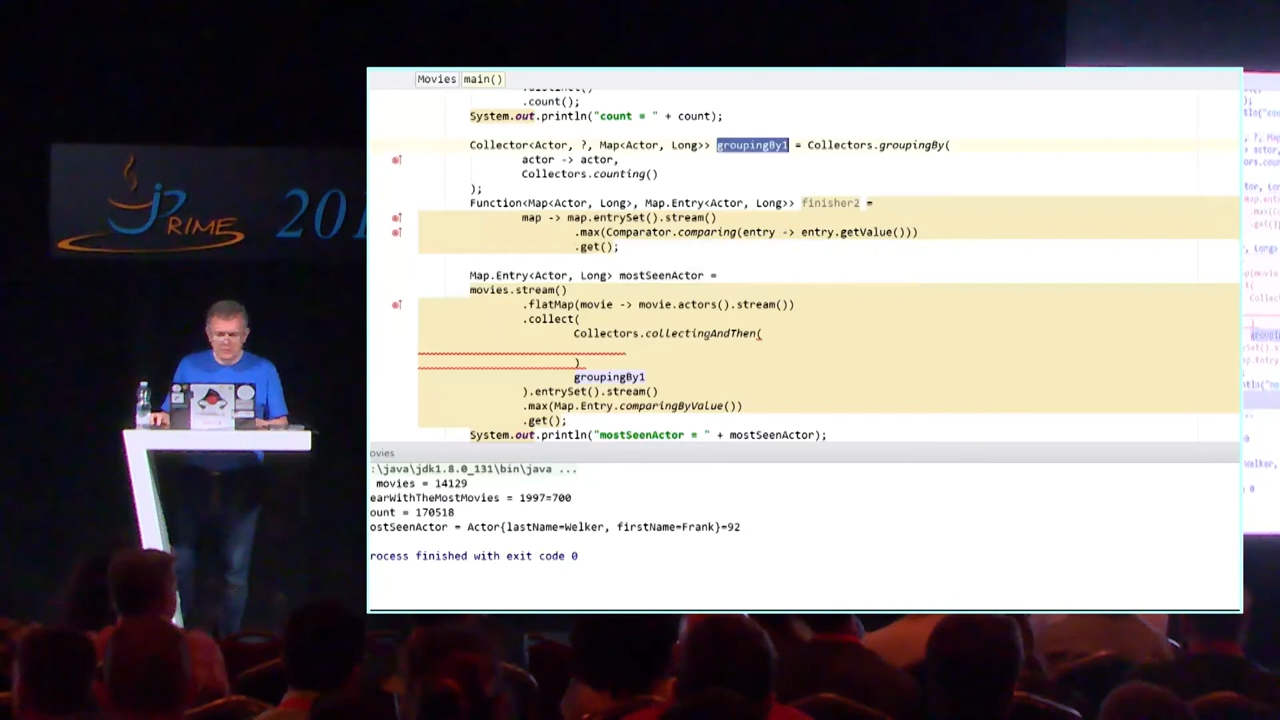 Movies main()
.distinct()
.count();
System.out.println("count = " + count);
Collector<Actor, ?, Map<Actor, Long>> groupingBy1 = Collectors.groupingBy(
actor -> actor,
Collectors.counting()
);
Function<Map<Actor, Long>, Map.Entry<Actor, Long>> finisher2 =
map -> map.entrySet().stream()
.max(Comparator.comparing(entry -> entry.getValue()))
.get();
Map.Entry<Actor, Long> mostSeenActor =
movies.stream()
.flatMap(movie -> movie.actors().stream())
.collect(
Collectors.collectingAndThen(
)
groupingBy1
).entrySet().stream()
.max(Map.Entry.comparingByValue())
.get();
System.out.println("mostSeenActor = " + mostSeenActor);
ovies
:\java\jdk1.8.0_131\bin\java ...
movies = 14129
earWithTheMostMovies = 1997=700
ount = 170518
ostSeenActor = Actor{lastName=Welker, firstName=Frank}=92
rocess finished with exit code 0
jPRIME 201